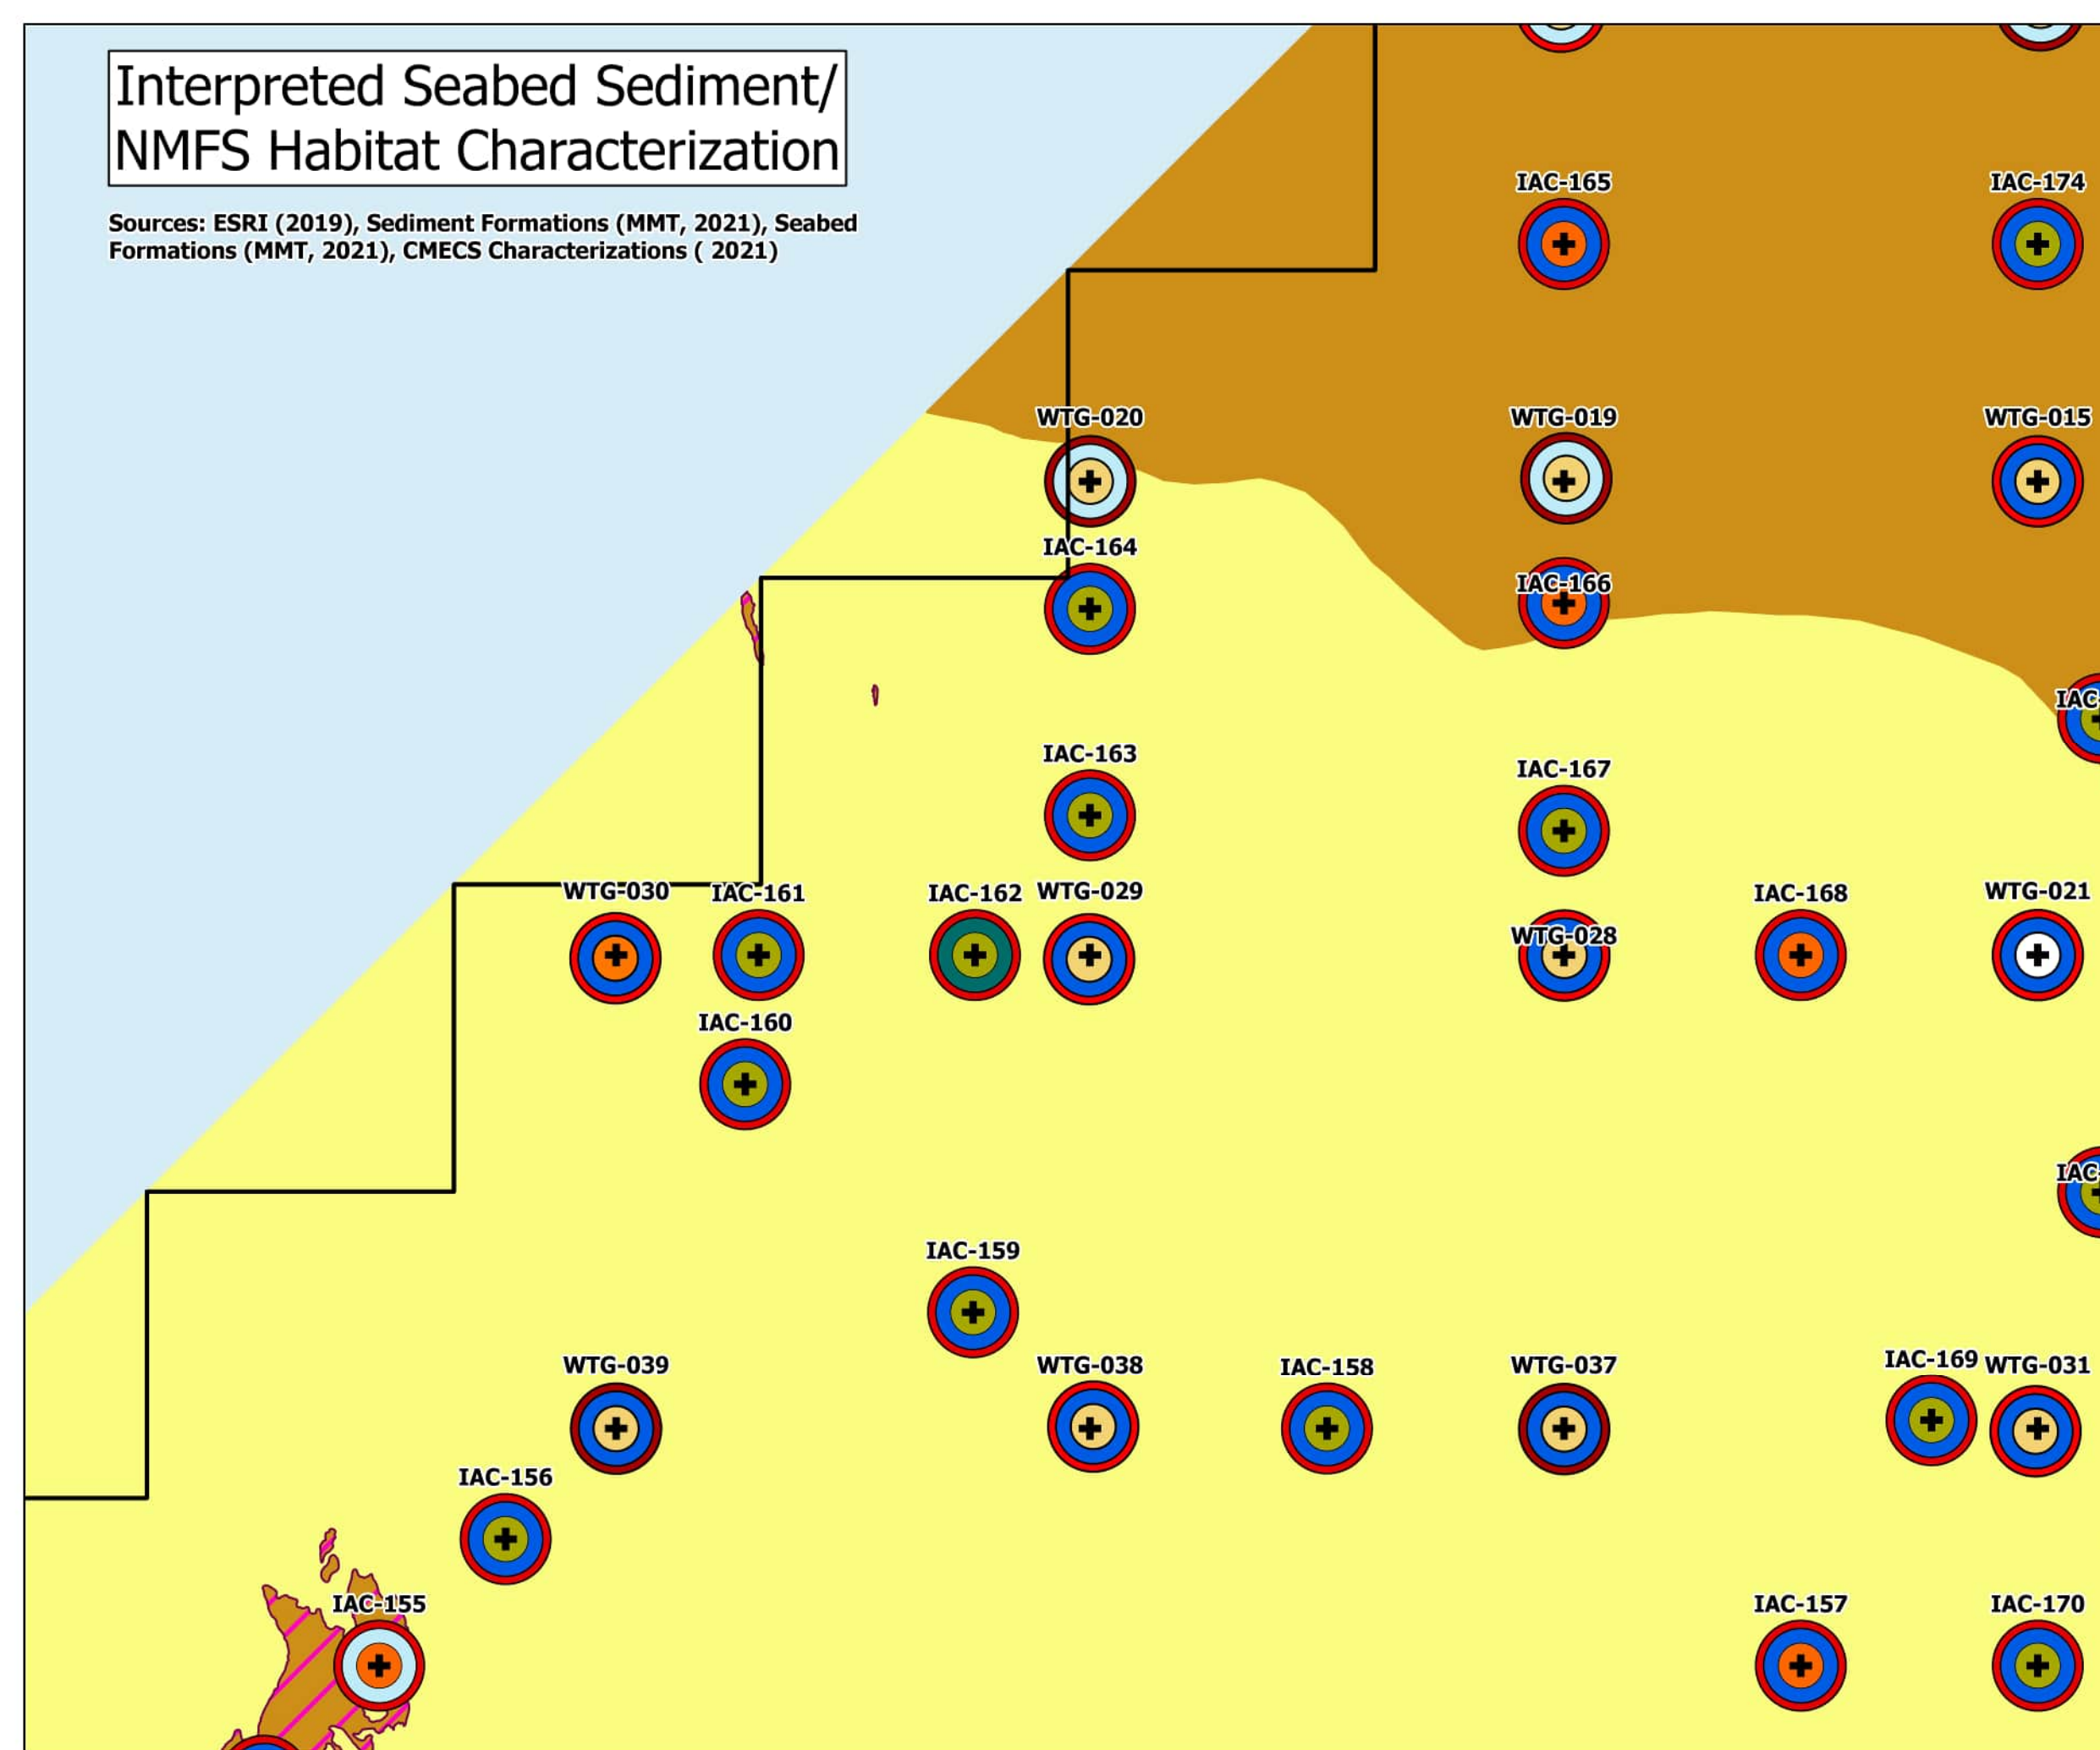 Interpreted Seabed Sediment/
NMFS Habitat Characterization
Sources: ESRI (2019), Sediment Formations (MMT, 2021), Seabed
Formations (MMT, 2021), CMECS Characterizations ( 2021)
IAC-165
IAC-174
WTG-020
WTG-019
WTG-015
IAC-164
IAC-166
IAC-
IAC-163
IAC-167
WTG-030
IAC-161
IAC-162
WTG-029
WTG-028
IAC-168
WTG-021
IAC-160
IAC-
IAC-159
WTG-039
WTG-038
IAC-158
WTG-037
IAC-169
WTG-031
IAC-156
IAC-155
IAC-157
IAC-170